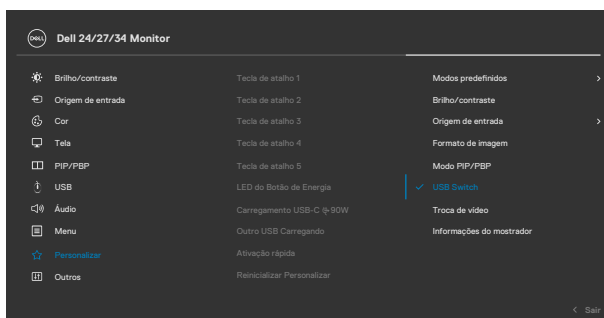 DELL Dell 24/27/34 Monitor
Brilho/contraste Tecla de atalho 1 Modos predefinidos >
Origem de entrada Tecla de atalho 2 Brilho/contraste
Cor Tecla de atalho 3 Origem de entrada >
Tela Tecla de atalho 4 Formato de imagem
PIP/PBP Tecla de atalho 5 Modo PIP/PBP
USB LED do Botão de Energia ✓ USB Switch
Áudio Carregamento USB-C 90W Troca de vídeo
Menu Outro USB Carregando Informações do mostrador
Personalizar Ativação rápida
Outros Reinicializar Personalizar
< Sair